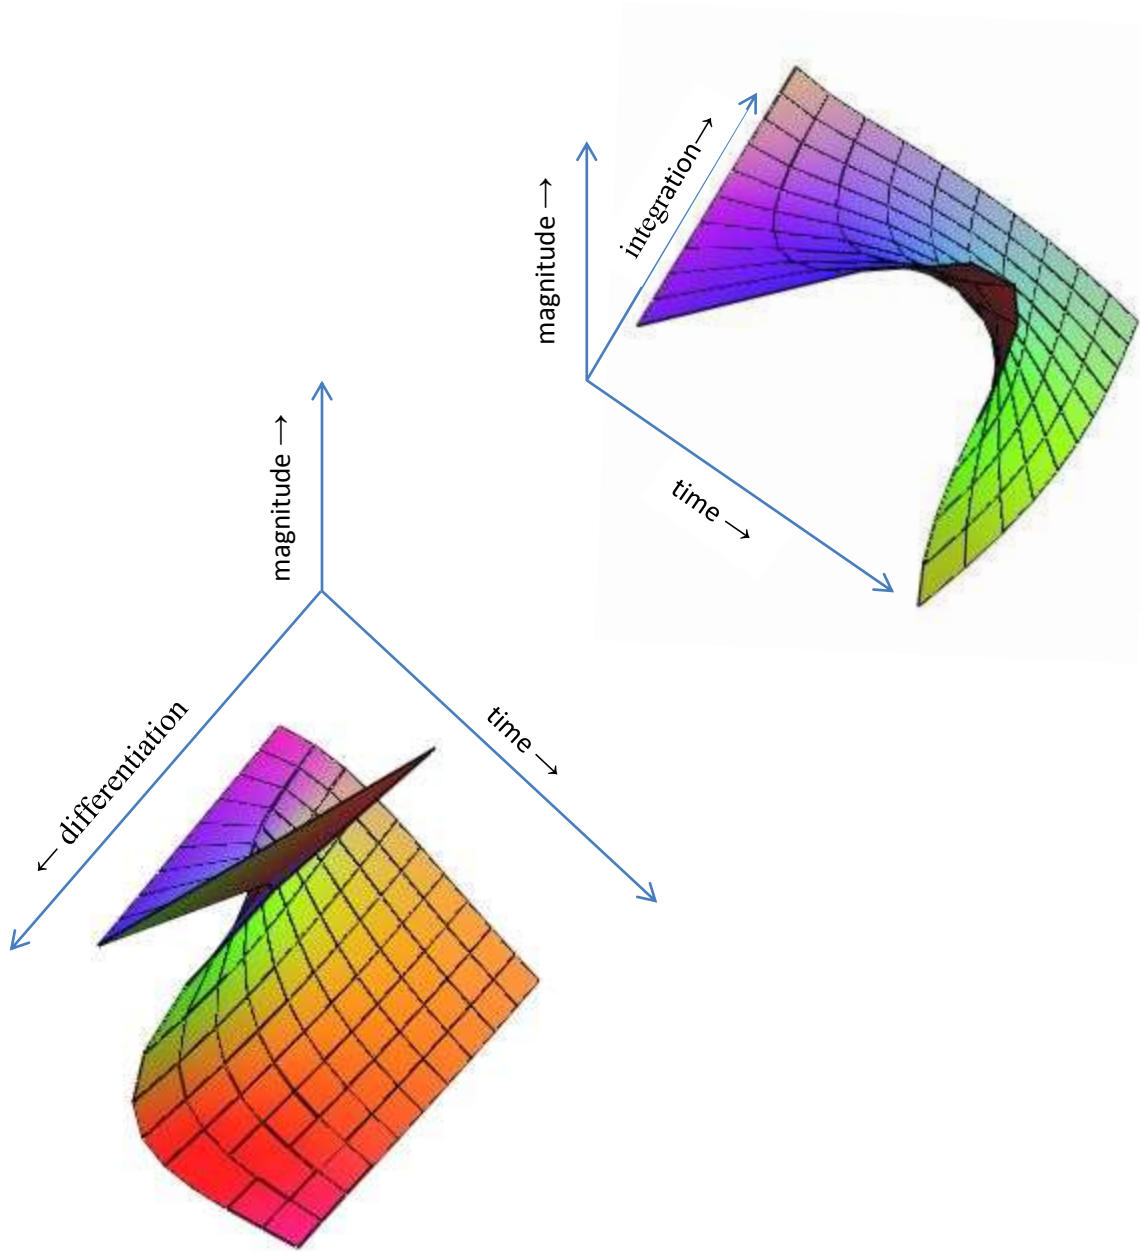 integration→
magnitude →
time →
magnitude →
time →
← differentiation